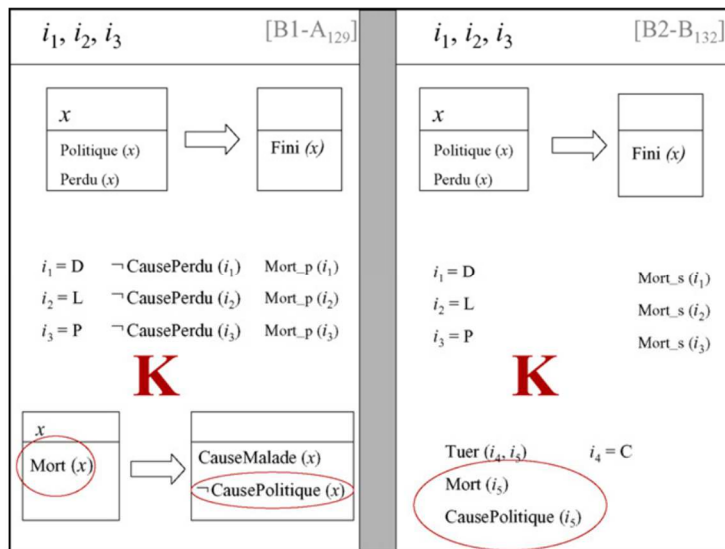 i₁, i₂, i₃ [B1-A₁₂₉]
x
Politique (x)
Perdu (x)
Fini (x)
i₁ = D ¬CausePerdu (i₁) Mort_p (i₁)
i₂ = L ¬CausePerdu (i₂) Mort_p (i₂)
i₃ = P ¬CausePerdu (i₃) Mort_p (i₃)
K
x
Mort (x)
CauseMalade (x)
¬CausePolitique (x)
i₁, i₂, i₃ [B2-B₁₃₂]
x
Politique (x)
Perdu (x)
Fini (x)
i₁ = D Mort_s (i₁)
i₂ = L Mort_s (i₂)
i₃ = P Mort_s (i₃)
K
Tuer (i₄, i₅) i₄ = C
Mort (i₅)
CausePolitique (i₅)